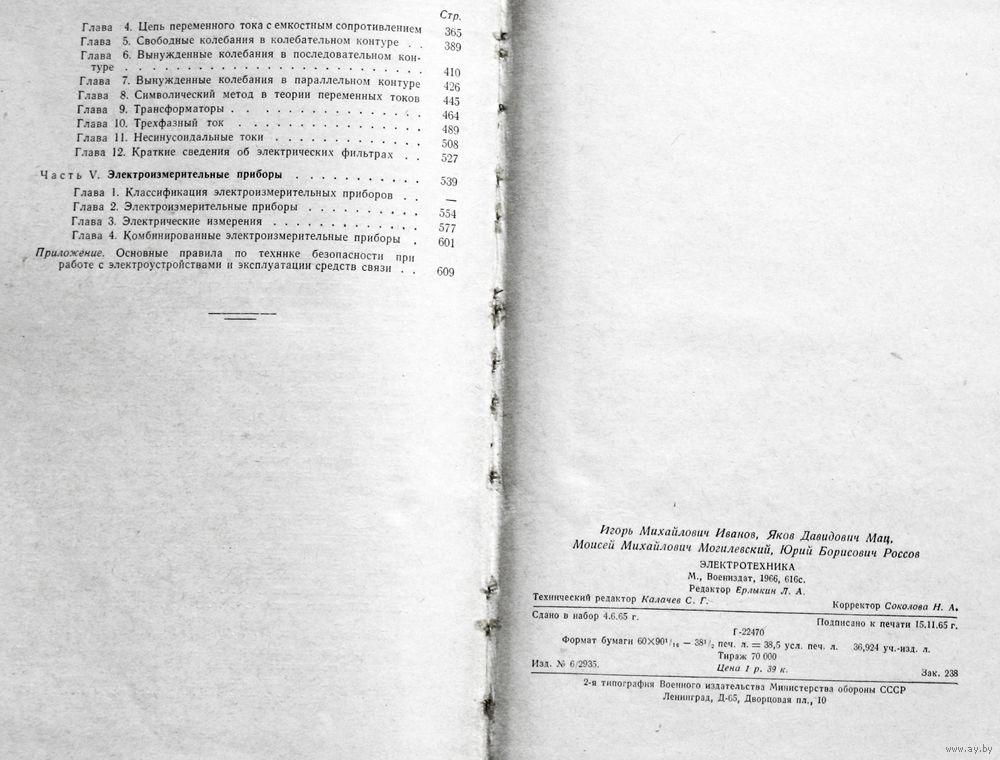 Стр.
Глава 4. Цепь переменного тока с емкостным сопротивлением 365
Глава 5. Свободные колебания в колебательном контуре . . 389
Глава 6. Вынужденные колебания в последовательном кон-
туре . . . . . . . . . . . . . . . . . . . . . . . . 410
Глава 7. Вынужденные колебания в параллельном контуре 426
Глава 8. Символический метод в теории переменных токов 445
Глава 9. Трансформаторы . . . . . . . . . . . . . . 464
Глава 10. Трехфазный ток . . . . . . . . . . . . . . 489
Глава 11. Несинусоидальные токи . . . . . . . . . . . 508
Глава 12. Краткие сведения об электрических фильтрах . . 527
Часть V. Электроизмерительные приборы . . . . . . . . . . 539
Глава 1. Классификация электроизмерительных приборов . . —
Глава 2. Электроизмерительные приборы . . . . . . . . . 554
Глава 3. Электрические измерения . . . . . . . . . . . . 577
Глава 4. Комбинированные электроизмерительные приборы . 601
Приложение. Основные правила по технике безопасности при
работе с электроустройствами и эксплуатации средств связи . . 609
Игорь Михайлович Иванов, Яков Давидович Мац,
Моисей Михайлович Могилевский, Юрий Борисович Россов
ЭЛЕКТРОТЕХНИКА
М., Воениздат, 1966, 616с.
Редактор Ерлыкин Л. А.
Технический редактор Калачев С. Г. Корректор Соколова Н. А.
Сдано в набор 4.6.65 г. Подписано к печати 15.11.65 г.
Г-22470
Формат бумаги 60×90¹/₁₆ — 38¹/₂ печ. л. = 38,5 усл. печ. л. 36,924 уч.-изд. л.
Тираж 70 000
Изд. № 6/2935. Цена 1 р. 39 к. Зак. 238
2-я типография Военного издательства Министерства обороны СССР
Ленинград, Д-65, Дворцовая пл., 10
www.ay.by